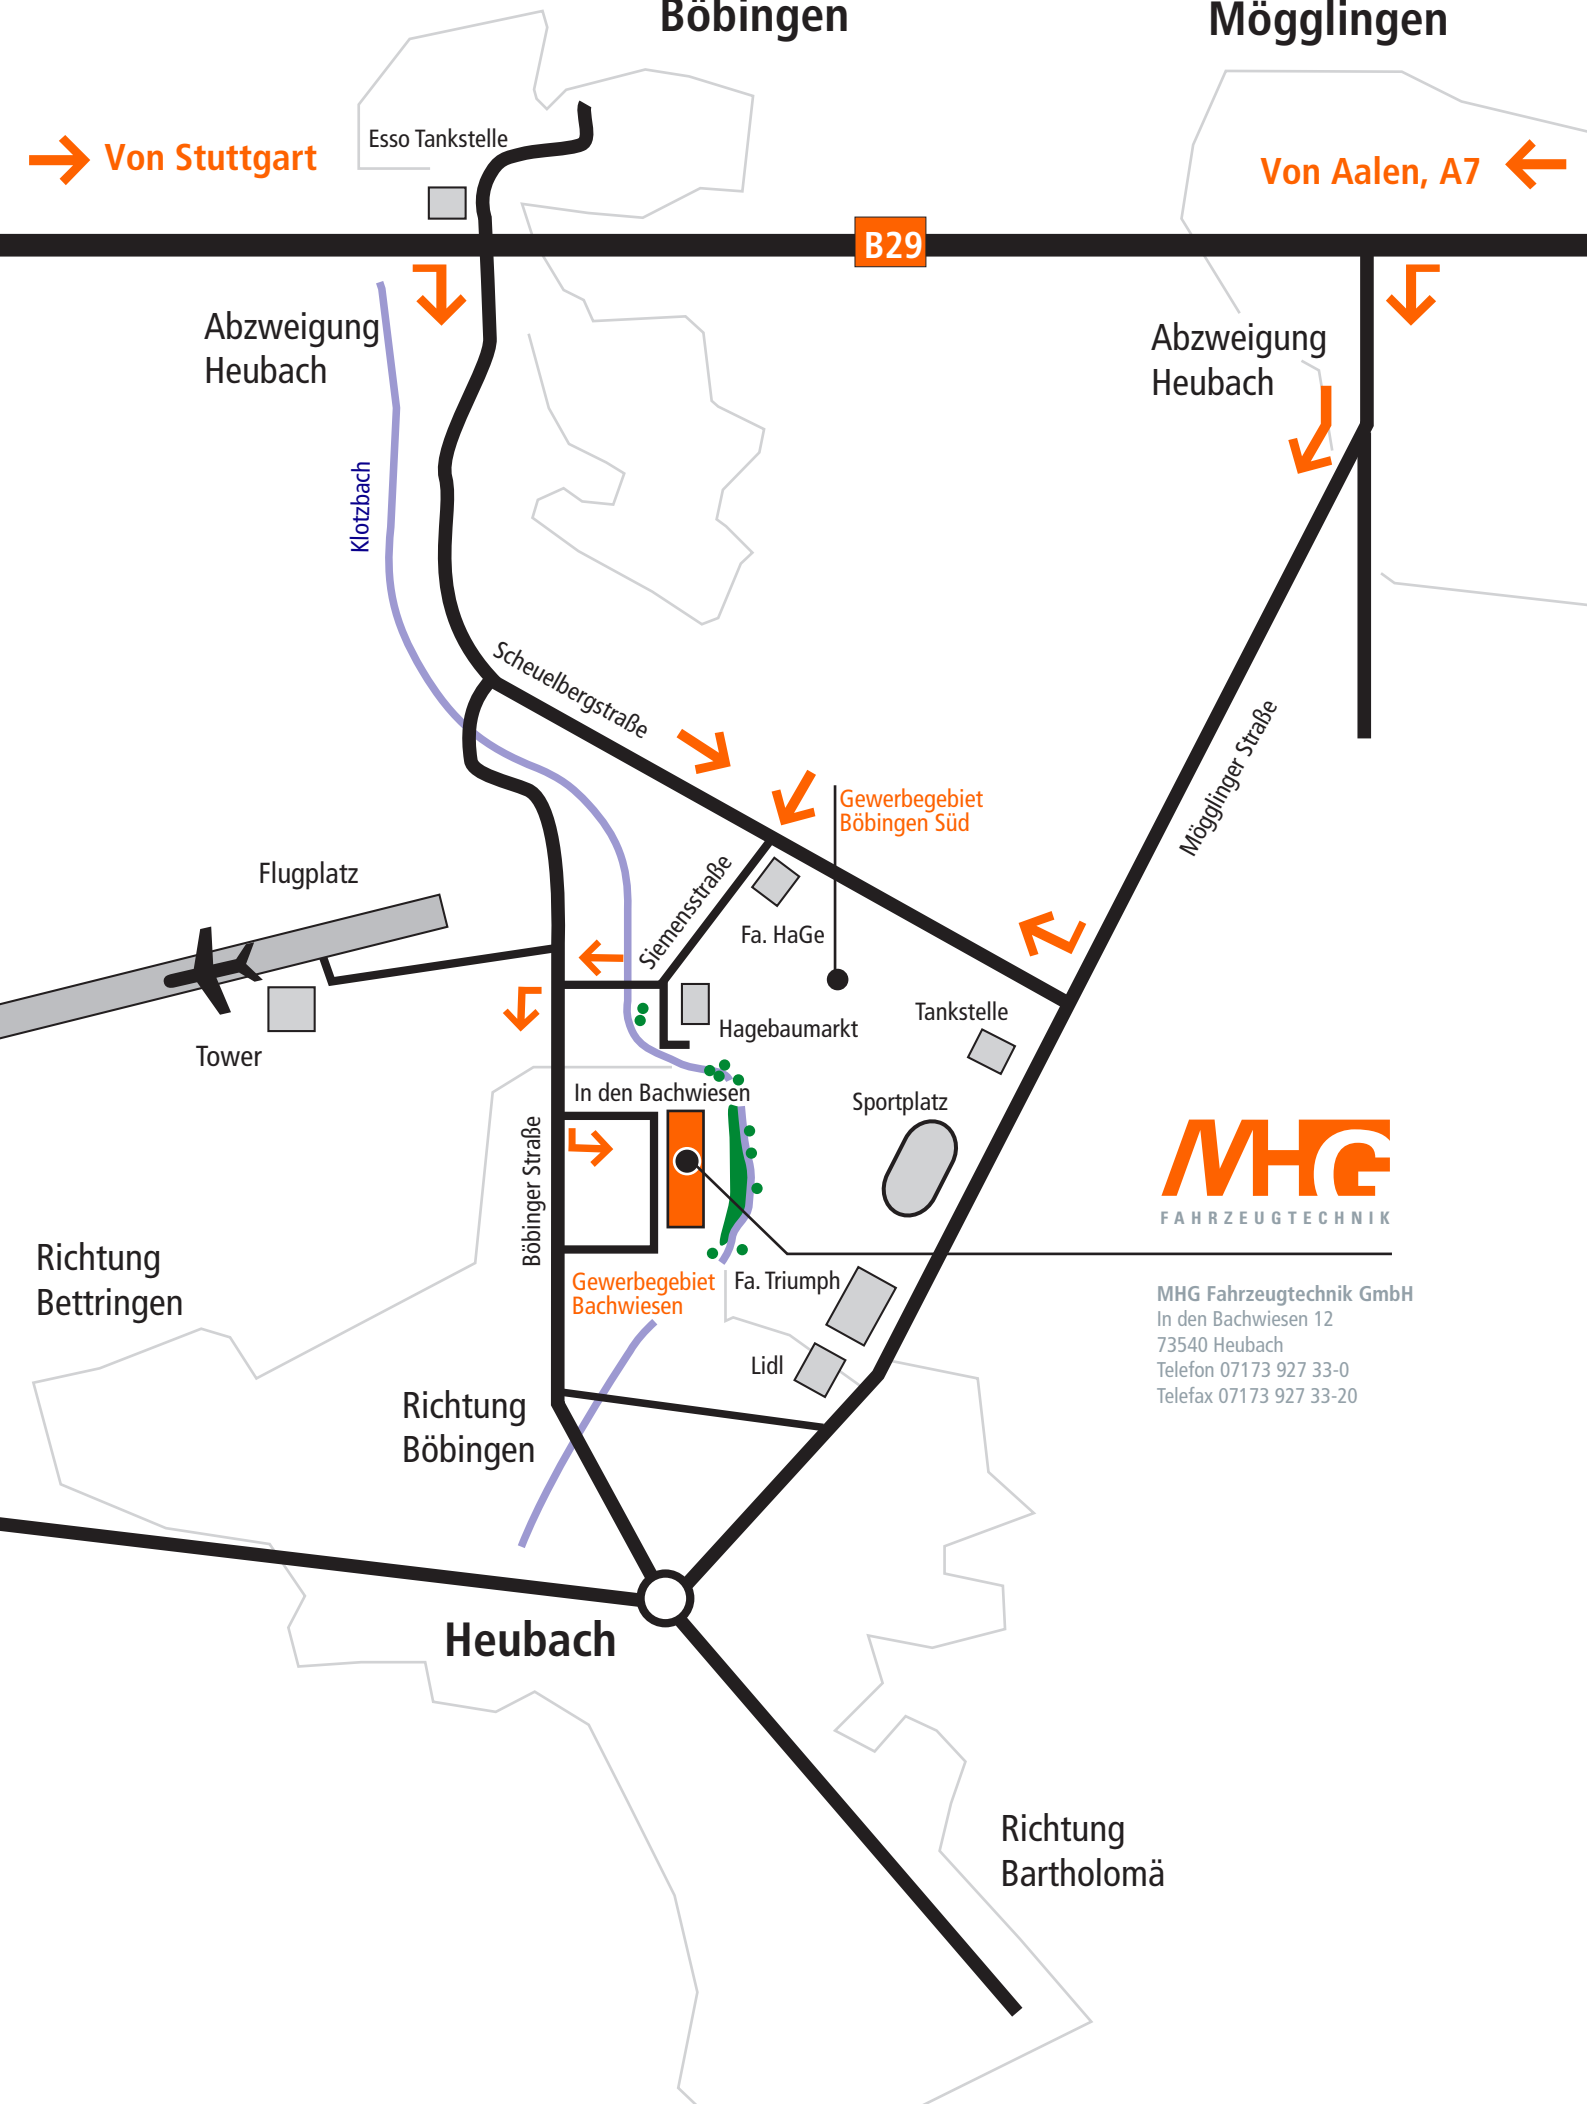 Böbingen
Mögglingen
Esso Tankstelle
Von Stuttgart
Von Aalen, A7
B29
Abzweigung
Heubach
Abzweigung
Heubach
Klotzbach
Scheuelbergstraße
Mögglinger Straße
Gewerbegebiet
Böbingen Süd
Flugplatz
Siemensstraße
Fa. HaGe
Tankstelle
Hagebaumarkt
Tower
In den Bachwiesen
Sportplatz
Böbinger Straße
MHG
FAHRZEUGTECHNIK
Richtung
Bettringen
Gewerbegebiet
Bachwiesen
Fa. Triumph
MHG Fahrzeugtechnik GmbH
In den Bachwiesen 12
73540 Heubach
Telefon 07173 927 33-0
Telefax 07173 927 33-20
Lidl
Richtung
Böbingen
Heubach
Richtung
Bartholomä